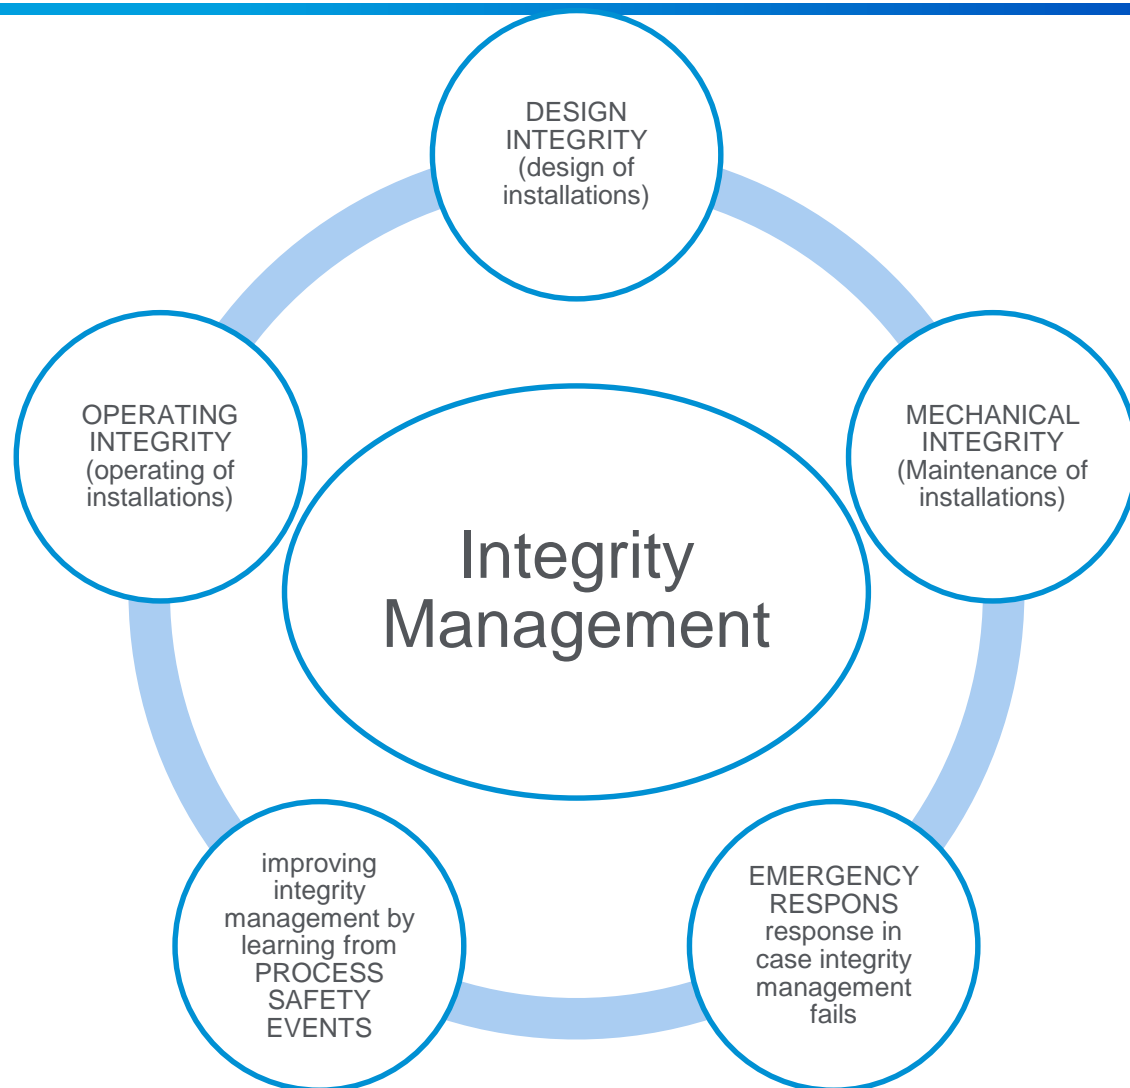 DESIGN
INTEGRITY
(design of
installations)
OPERATING
INTEGRITY
(operating of
installations)
MECHANICAL
INTEGRITY
(Maintenance of
installations)
Integrity
Management
improving
integrity
management by
learning from
PROCESS
SAFETY
EVENTS
EMERGENCY
RESPONS
response in
case integrity
management
fails